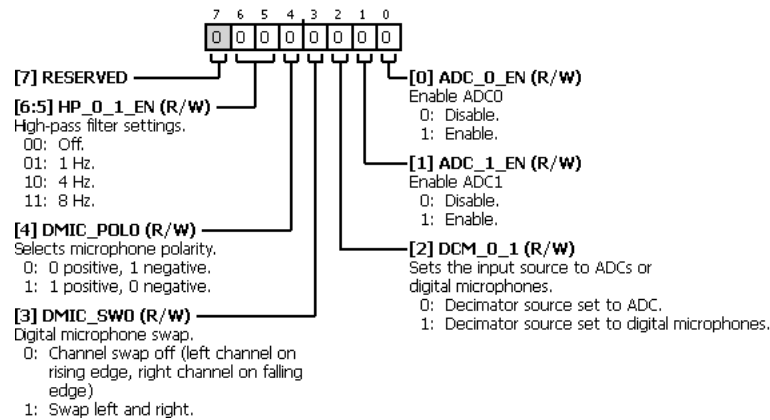 7 6 5 4 3 2 1 0
0 0 0 0 0 0 0 0
[7] RESERVED
[6:5] HP_0_1_EN (R/W)
High-pass filter settings.
00: Off.
01: 1 Hz.
10: 4 Hz.
11: 8 Hz.
[4] DMIC_POL0 (R/W)
Selects microphone polarity.
0: 0 positive, 1 negative.
1: 1 positive, 0 negative.
[3] DMIC_SW0 (R/W)
Digital microphone swap.
0: Channel swap off (left channel on
rising edge, right channel on falling
edge)
1: Swap left and right.
[0] ADC_0_EN (R/W)
Enable ADC0
0: Disable.
1: Enable.
[1] ADC_1_EN (R/W)
Enable ADC1
0: Disable.
1: Enable.
[2] DCM_0_1 (R/W)
Sets the input source to ADCs or
digital microphones.
0: Decimator source set to ADC.
1: Decimator source set to digital microphones.